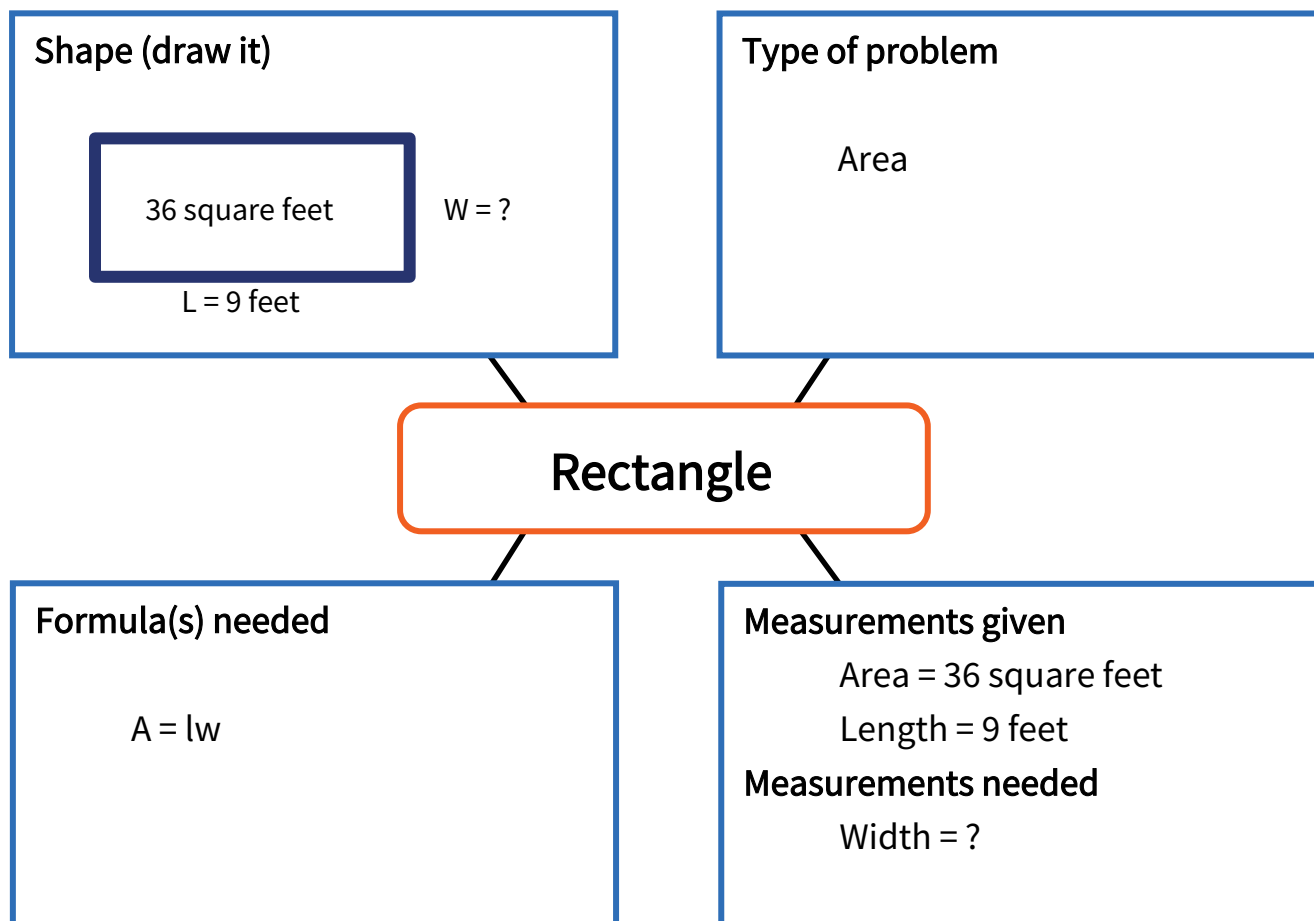 Shape (draw it)
36 square feet
W = ?
L = 9 feet
Type of problem
Area
Rectangle
Formula(s) needed
A = lw
Measurements given
Area = 36 square feet
Length = 9 feet
Measurements needed
Width = ?